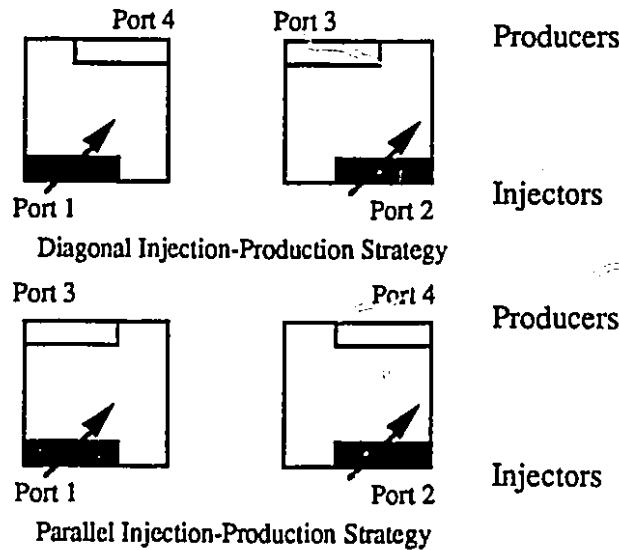 Port 4 Port 3 Producers
Port 1 Port 2 Injectors
Diagonal Injection-Production Strategy
Port 3 Port 4 Producers
Port 1 Port 2 Injectors
Parallel Injection-Production Strategy